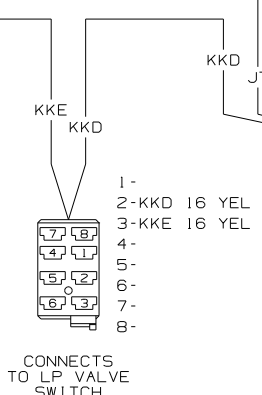 KKD
JT
KKE
KKD
1-
2-KKD 16 YEL
3-KKE 16 YEL
4-
5-
6-
7-
8-
7 8
4 1
5 2
6 3
CONNECTS
TO LP VALVE
SWITCH